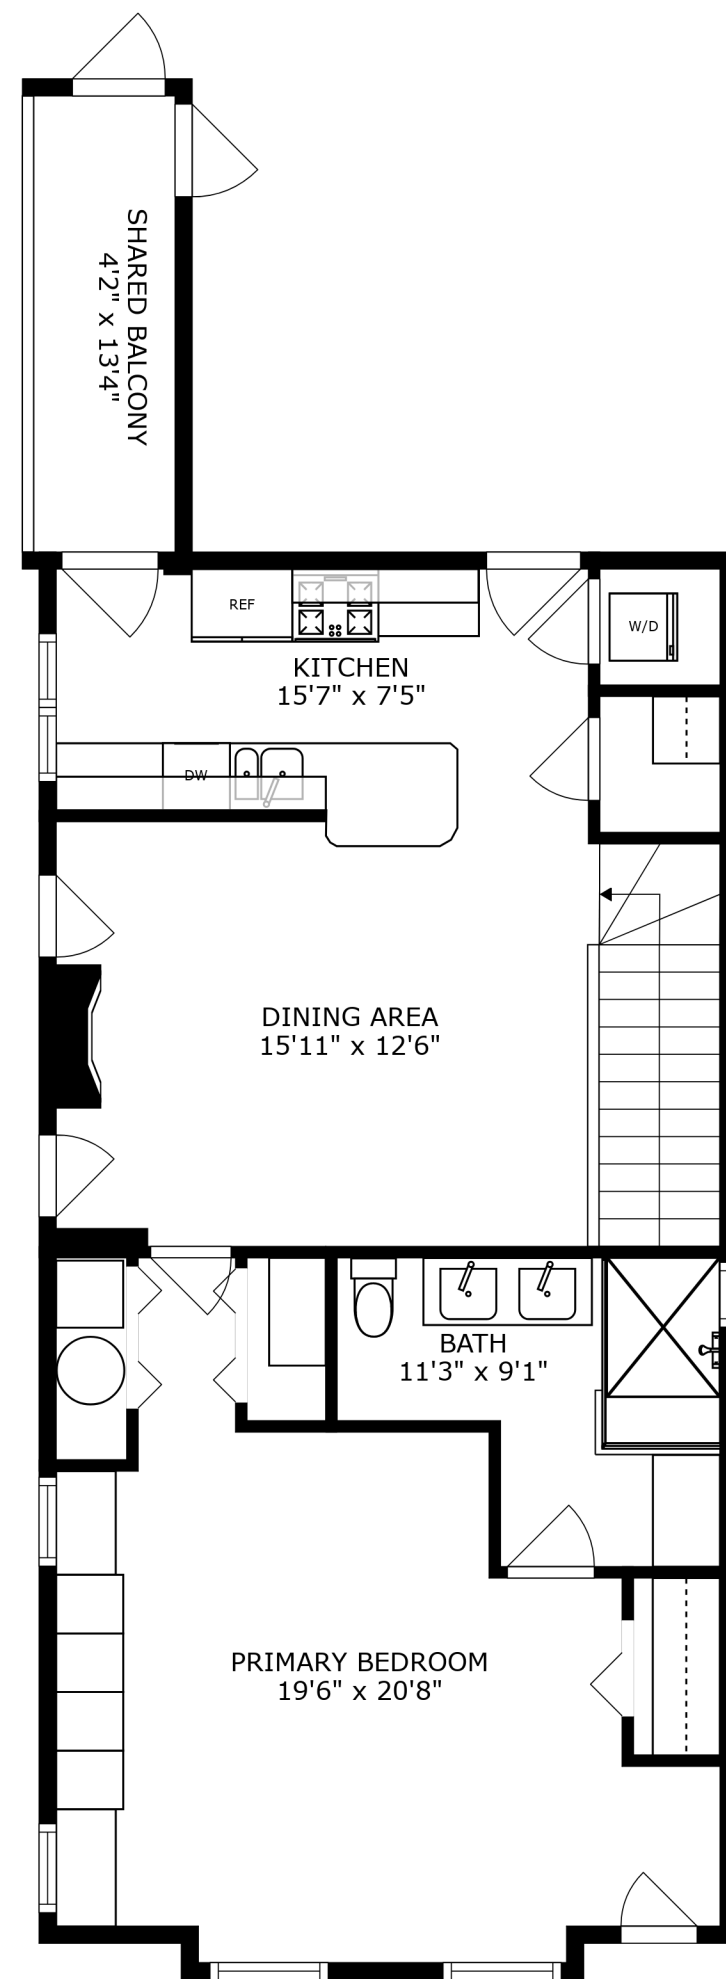 SHARED BALCONY
4'2" x 13'4"
REF
W/D
KITCHEN
15'7" x 7'5"
DW
DINING AREA
15'11" x 12'6"
BATH
11'3" x 9'1"
PRIMARY BEDROOM
19'6" x 20'8"